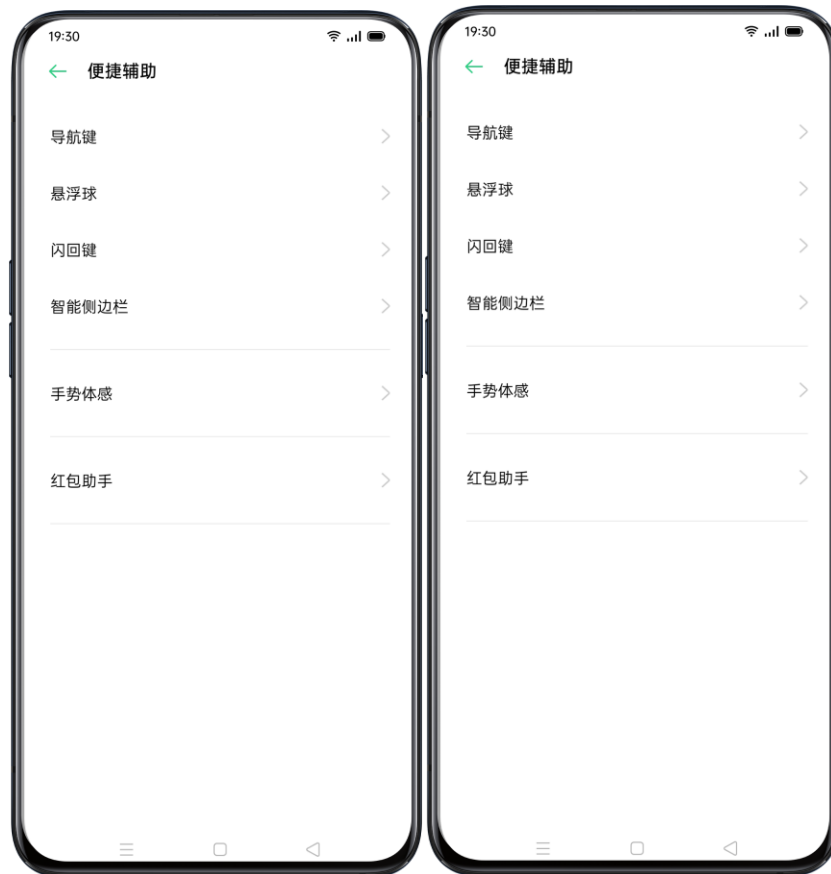 19:30
便捷辅助
导航键
悬浮球
闪回键
智能侧边栏
手势体感
红包助手
19:30
便捷辅助
导航键
悬浮球
闪回键
智能侧边栏
手势体感
红包助手